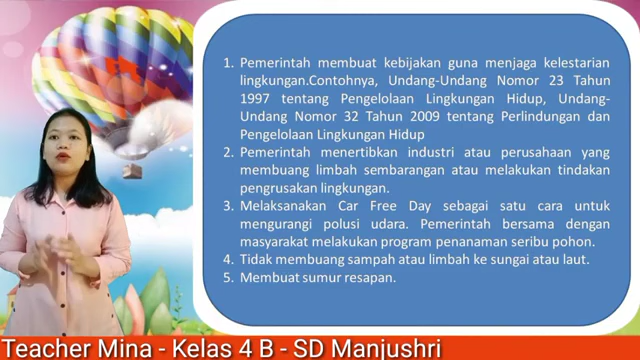 1. Pemerintah membuat kebijakan guna menjaga kelestarian
lingkungan.Contohnya, Undang-Undang Nomor 23 Tahun
1997 tentang Pengelolaan Lingkungan Hidup, Undang-
Undang Nomor 32 Tahun 2009 tentang Perlindungan dan
Pengelolaan Lingkungan Hidup
2. Pemerintah menertibkan industri atau perusahaan yang
membuang limbah sembarangan atau melakukan tindakan
pengrusakan lingkungan.
3. Melaksanakan Car Free Day sebagai satu cara untuk
mengurangi polusi udara. Pemerintah bersama dengan
masyarakat melakukan program penanaman seribu pohon.
4. Tidak membuang sampah atau limbah ke sungai atau laut.
5. Membuat sumur resapan.
Teacher Mina - Kelas 4 B - SD Manjushri